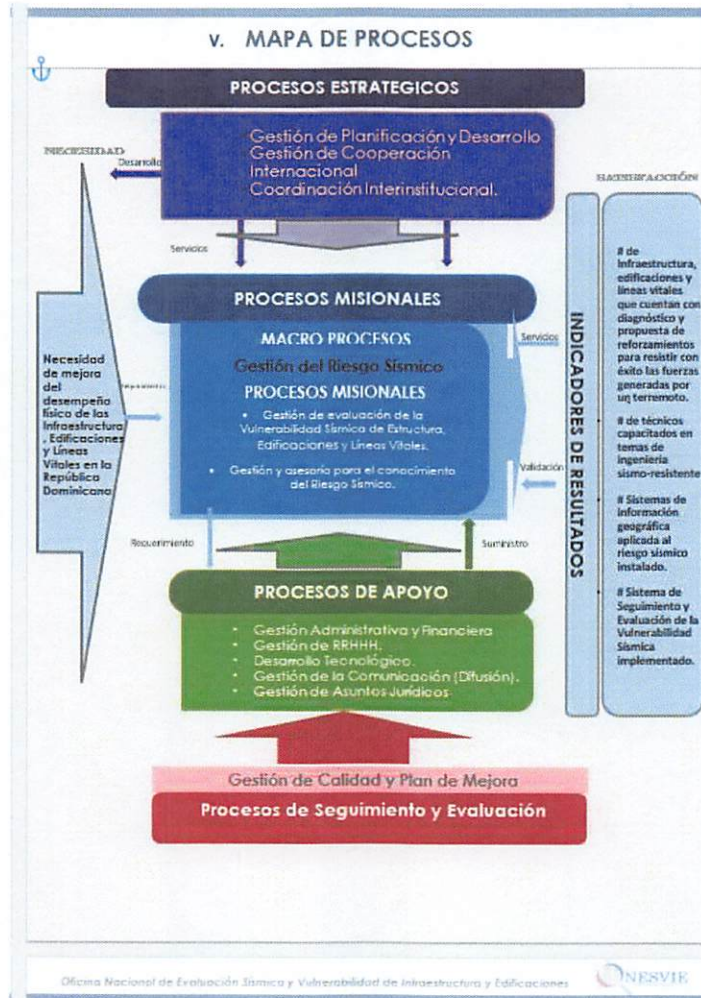 v. MAPA DE PROCESOS
PROCESOS ESTRATEGICOS
Gestión de Planificación y Desarrollo
Gestión de Cooperación
Internacional
Coordinación Interinstitucional.
NECESIDAD
Desarrollo
Servicios
SATISFACCIÓN
PROCESOS MISIONALES
MACRO PROCESOS
Gestión del Riesgo Sísmico
PROCESOS MISIONALES
• Gestión de evaluación de la
Vulnerabilidad Sísmica de Estructura,
Edificaciones y Líneas Vitales.
• Gestión y asesoría para el conocimiento
del Riesgo Sísmico.
Necesidad
de mejora
del
desempeño
físico de las
Infraestructura
, Edificaciones
y Líneas
Vitales en la
República
Dominicana
Servicios
Validación
Requerimiento
Suministro
INDICADORES DE RESULTADOS
# de
Infraestructura,
edificaciones y
líneas vitales
que cuentan con
diagnóstico y
propuesta de
reforzamientos
para resistir con
éxito las fuerzas
generadas por
un terremoto.
# de técnicos
capacitados en
temas de
ingeniería
sismo-resistente
# Sistemas de
Información
geográfica
aplicada al
riesgo sísmico
instalado.
# Sistema de
Seguimiento y
Evaluación de la
Vulnerabilidad
Sísmica
implementado.
PROCESOS DE APOYO
• Gestión Administrativa y Financiera
• Gestión de RRHHH.
• Desarrollo Tecnológico.
• Gestión de la Comunicación (Difusión).
• Gestión de Asuntos Jurídicos
Gestión de Calidad y Plan de Mejora
Procesos de Seguimiento y Evaluación
Oficina Nacional de Evaluación Sísmica y Vulnerabilidad de Infraestructura y Edificaciones
ONESVIE